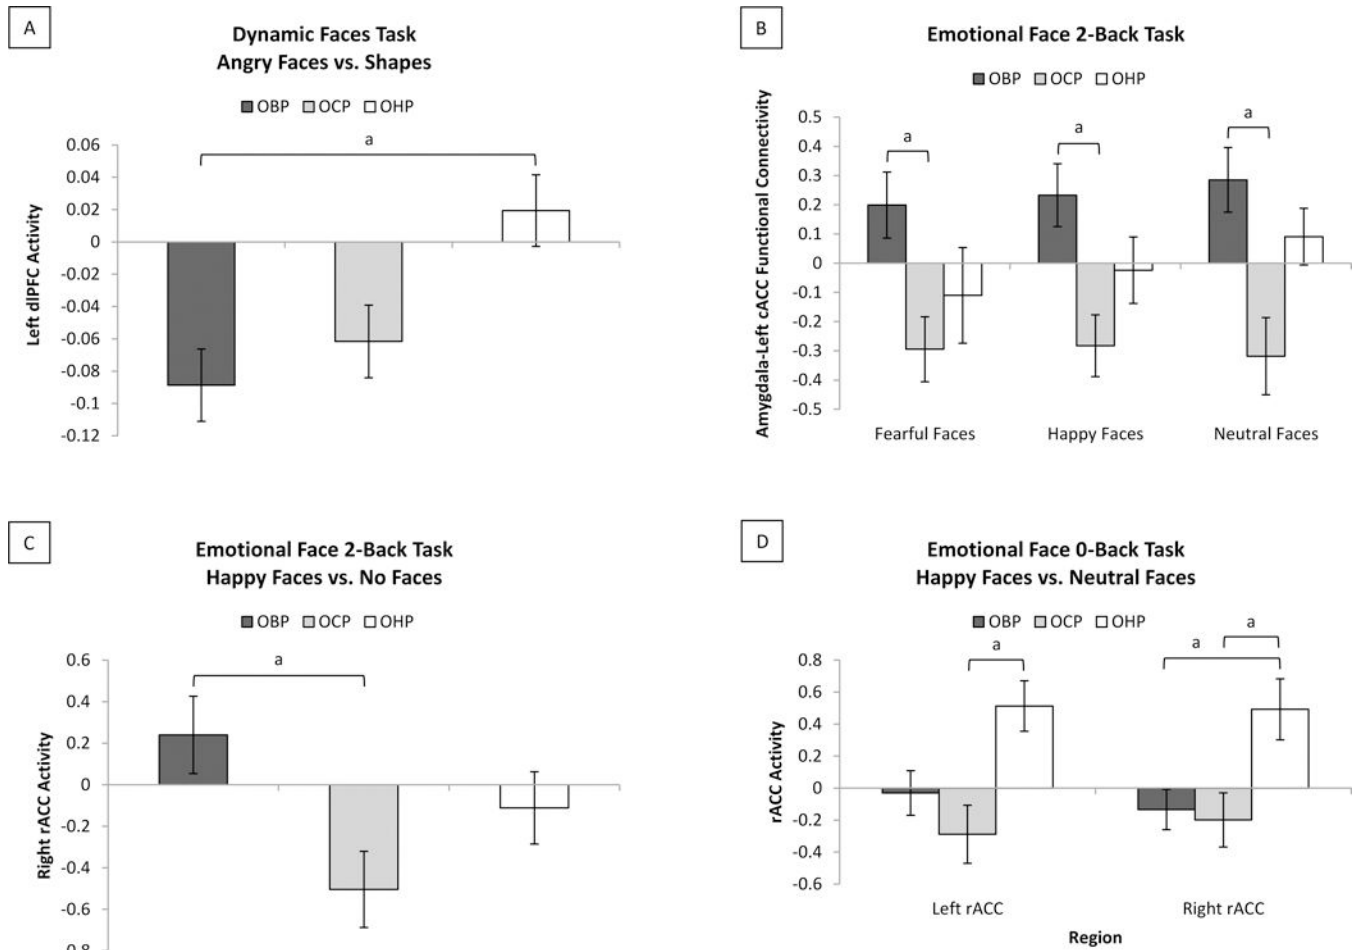 A
Dynamic Faces Task
Angry Faces vs. Shapes
OBP OCP OHP
Left dlPFC Activity
0.06
0.04
0.02
0
-0.02
-0.04
-0.06
-0.08
-0.1
-0.12
a
B
Emotional Face 2-Back Task
OBP OCP OHP
Amygdala-Left cACC Functional Connectivity
0.5
0.4
0.3
0.2
0.1
0
-0.1
-0.2
-0.3
-0.4
-0.5
a a a
Fearful Faces Happy Faces Neutral Faces
C
Emotional Face 2-Back Task
Happy Faces vs. No Faces
OBP OCP OHP
Right rACC Activity
0.6
0.4
0.2
0
-0.2
-0.4
-0.6
-0.8
a
D
Emotional Face 0-Back Task
Happy Faces vs. Neutral Faces
OBP OCP OHP
rACC Activity
0.8
0.6
0.4
0.2
0
-0.2
-0.4
-0.6
a a a
Left rACC Right rACC
Region